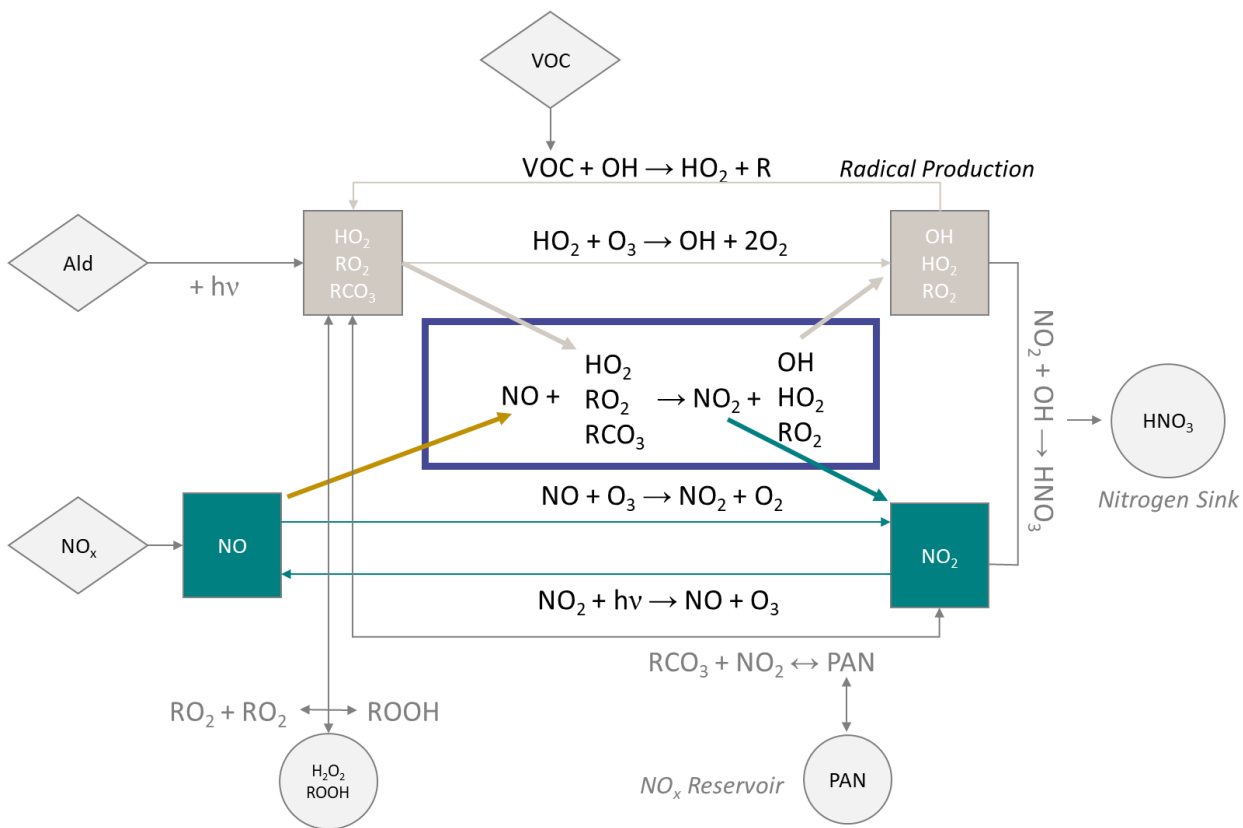 VOC
VOC + OH → HO₂ + R
Radical Production
HO₂ + O₃ → OH + 2O₂
Ald
+ hν
HO₂
RO₂
RCO₃
OH
HO₂
RO₂
NO +
HO₂
RO₂
RCO₃
→ NO₂ +
OH
HO₂
RO₂
NO₂ + OH → HNO₃
HNO₃
Nitrogen Sink
NO + O₃ → NO₂ + O₂
NOₓ
NO
NO₂
NO₂ + hν → NO + O₃
RCO₃ + NO₂ ↔ PAN
RO₂ + RO₂
ROOH
H₂O₂
ROOH
NOₓ Reservoir
PAN